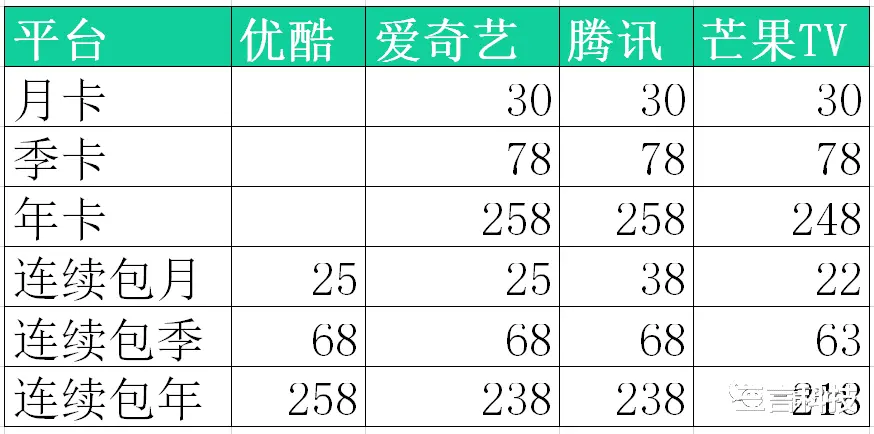 平台 优酷 爱奇艺 腾讯 芒果TV
月卡 30 30 30
季卡 78 78 78
年卡 258 258 248
连续包月 25 25 38 22
连续包季 68 68 68 63
连续包年 258 238 238 218
言科技